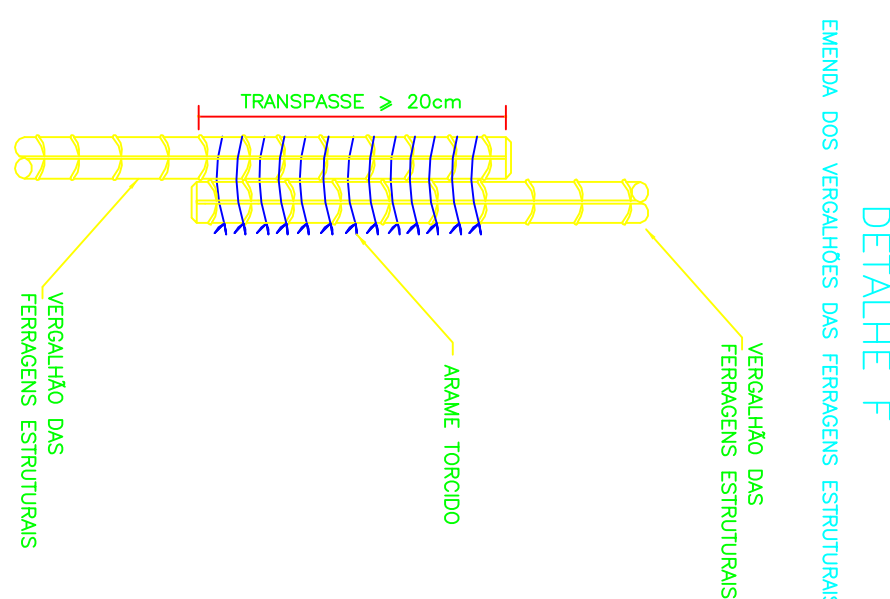 DETALHE F
EMENDA DOS VERGALHÕES DAS FERRAGENS ESTRUTURAIS
TRANSPASSE ⩾ 20cm
VERGALHÃO DAS
FERRAGENS ESTRUTURAIS
ARAME TORCIDO
VERGALHÃO DAS
FERRAGENS ESTRUTURAIS